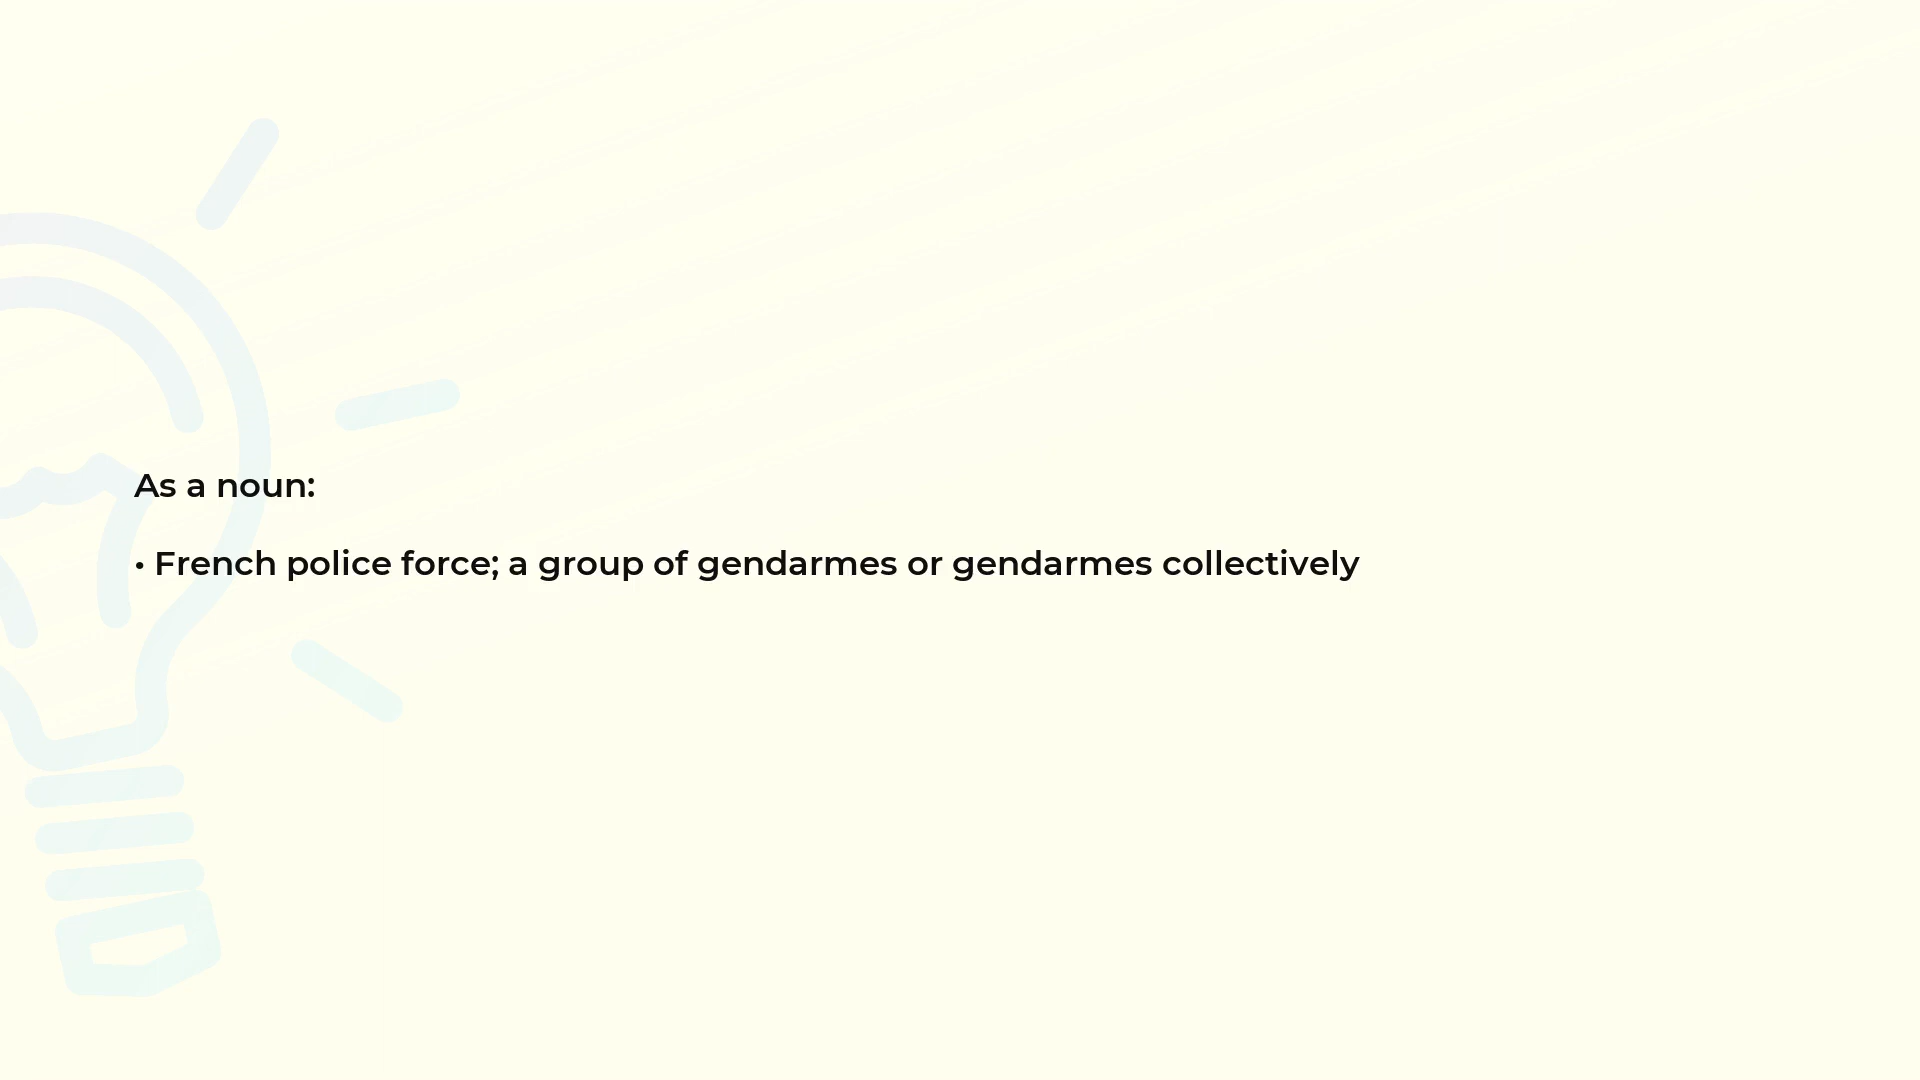 As a noun:
• French police force; a group of gendarmes or gendarmes collectively